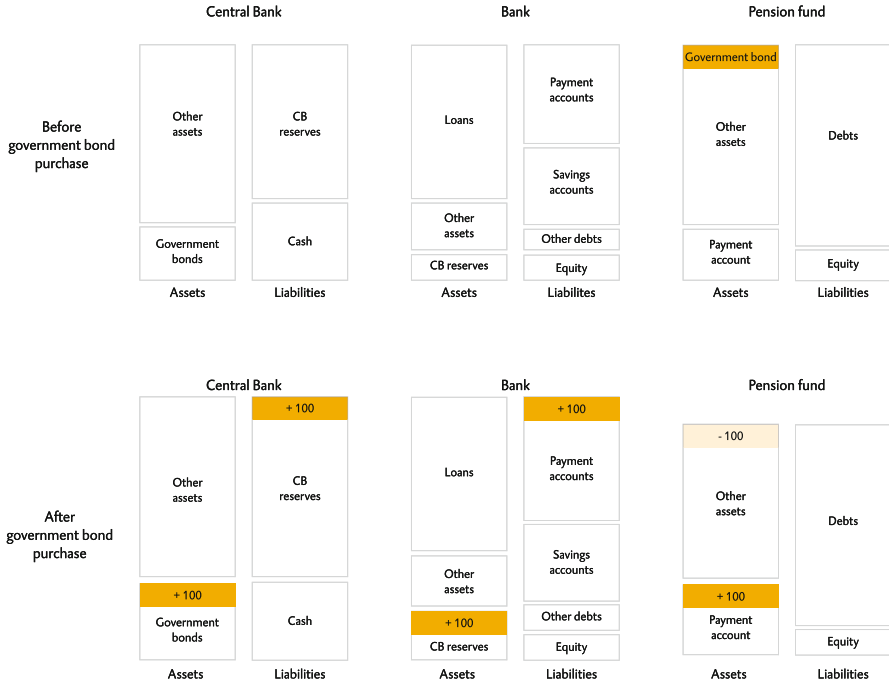 Central Bank
Bank
Pension fund
Before
government bond
purchase
Other
assets
Government
bonds
Assets
CB
reserves
Cash
Liabilities
Loans
Other
assets
CB reserves
Assets
Payment
accounts
Savings
accounts
Other debts
Equity
Liabilites
Government bond
Other
assets
Payment
account
Assets
Debts
Equity
Liabilities
Central Bank
Bank
Pension fund
After
government bond
purchase
Other
assets
+ 100
Government
bonds
Assets
+ 100
CB
reserves
Cash
Liabilities
Loans
Other
assets
+ 100
CB reserves
Assets
+ 100
Payment
accounts
Savings
accounts
Other debts
Equity
Liabilities
- 100
Other
assets
+ 100
Payment
account
Assets
Debts
Equity
Liabilities